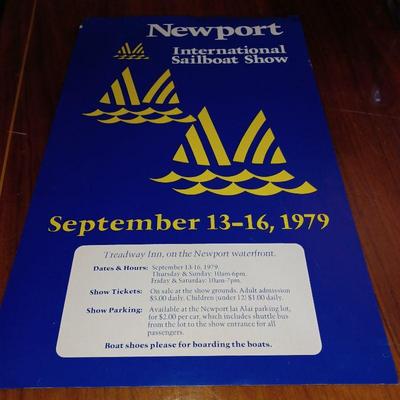 Newport
International
Sailboat Show
September 13-16, 1979
Treadway Inn, on the Newport waterfront.
Dates & Hours: September 13-16, 1979.
Thursday & Sunday: 10am-6pm.
Friday & Saturday: 10am-7pm.
Show Tickets: On sale at the show grounds. Adult admission
$5.00 daily. Children (under 12) $1.00 daily.
Show Parking: Available at the Newport Jai Alai parking lot,
for $2.00 per car, which includes shuttle bus
from the lot to the show entrance for all
passengers.
Boat shoes please for boarding the boats.